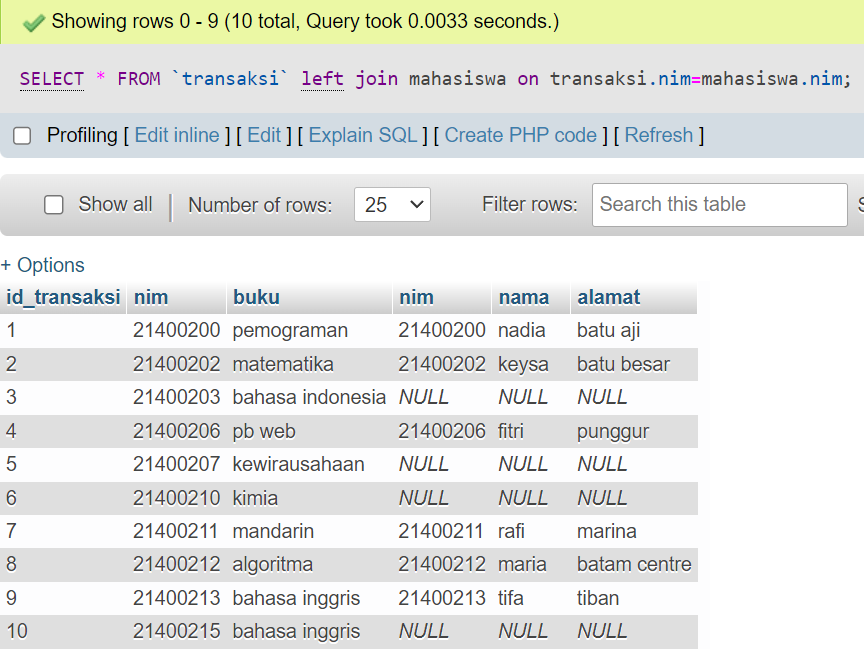 Showing rows 0 - 9 (10 total, Query took 0.0033 seconds.)
SELECT * FROM `transaksi` left join mahasiswa on transaksi.nim=mahasiswa.nim;
Profiling [ Edit inline ] [ Edit ] [ Explain SQL ] [ Create PHP code ] [ Refresh ]
Show all | Number of rows: 25 Filter rows: Search this table
+ Options
id_transaksi nim buku nim nama alamat
1 21400200 pemograman 21400200 nadia batu aji
2 21400202 matematika 21400202 keysa batu besar
3 21400203 bahasa indonesia NULL NULL NULL
4 21400206 pb web 21400206 fitri punggur
5 21400207 kewirausahaan NULL NULL NULL
6 21400210 kimia NULL NULL NULL
7 21400211 mandarin 21400211 rafi marina
8 21400212 algoritma 21400212 maria batam centre
9 21400213 bahasa inggris 21400213 tifa tiban
10 21400215 bahasa inggris NULL NULL NULL